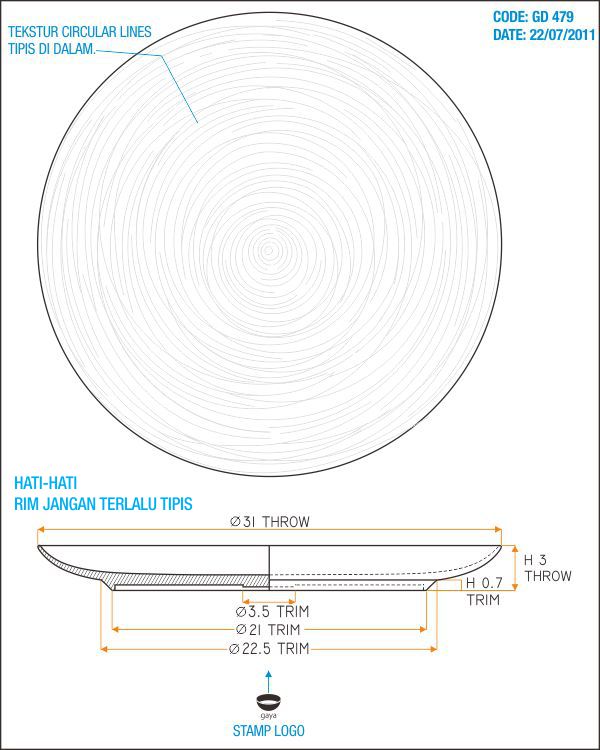 TEKSTUR CIRCULAR LINES
TIPIS DI DALAM.
CODE: GD 479
DATE: 22/07/2011
HATI-HATI
RIM JANGAN TERLALU TIPIS
Ø31 THROW
H 3
THROW
H 0.7
TRIM
Ø3.5 TRIM
Ø21 TRIM
Ø22.5 TRIM
gaya
STAMP LOGO